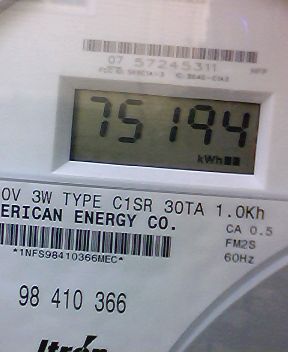 07 57245311
75194
kWh
0V 3W TYPE C1SR 30TA 1.0Kh
ERICAN ENERGY CO.
CA 0.5
FM2S
*1NFS98410366MEC*
60Hz
98 410 366
Itron